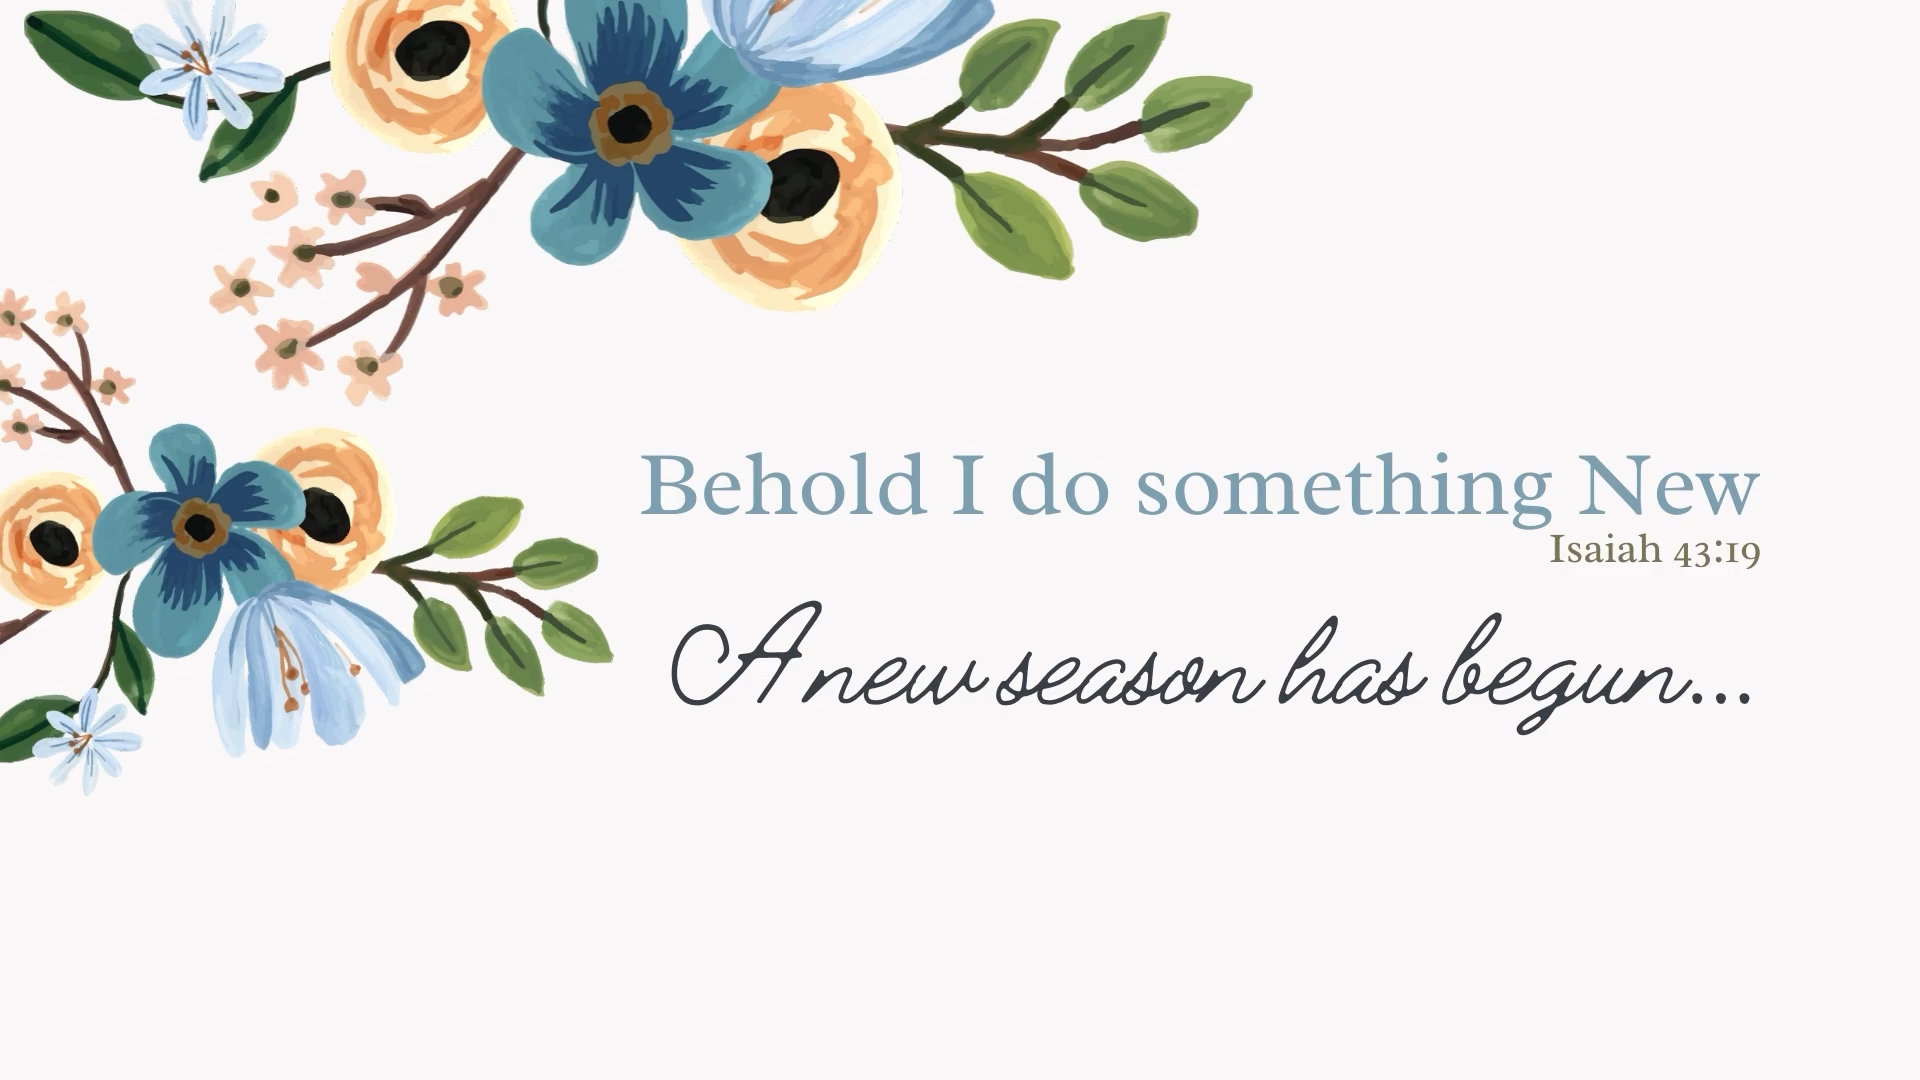 Behold I do something New
Isaiah 43:19
A new season has begun...